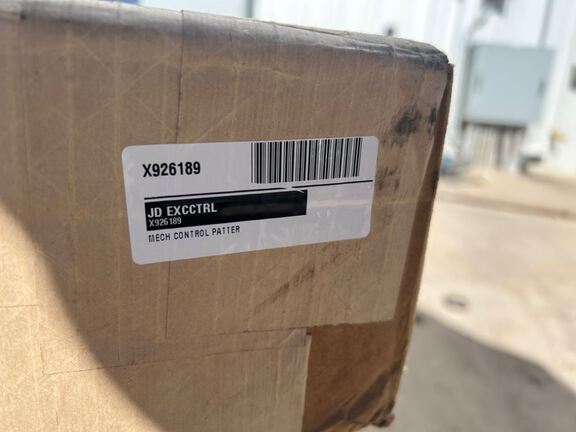 X926189
JD EXCCTRL
X926189
MECH CONTROL PATTER